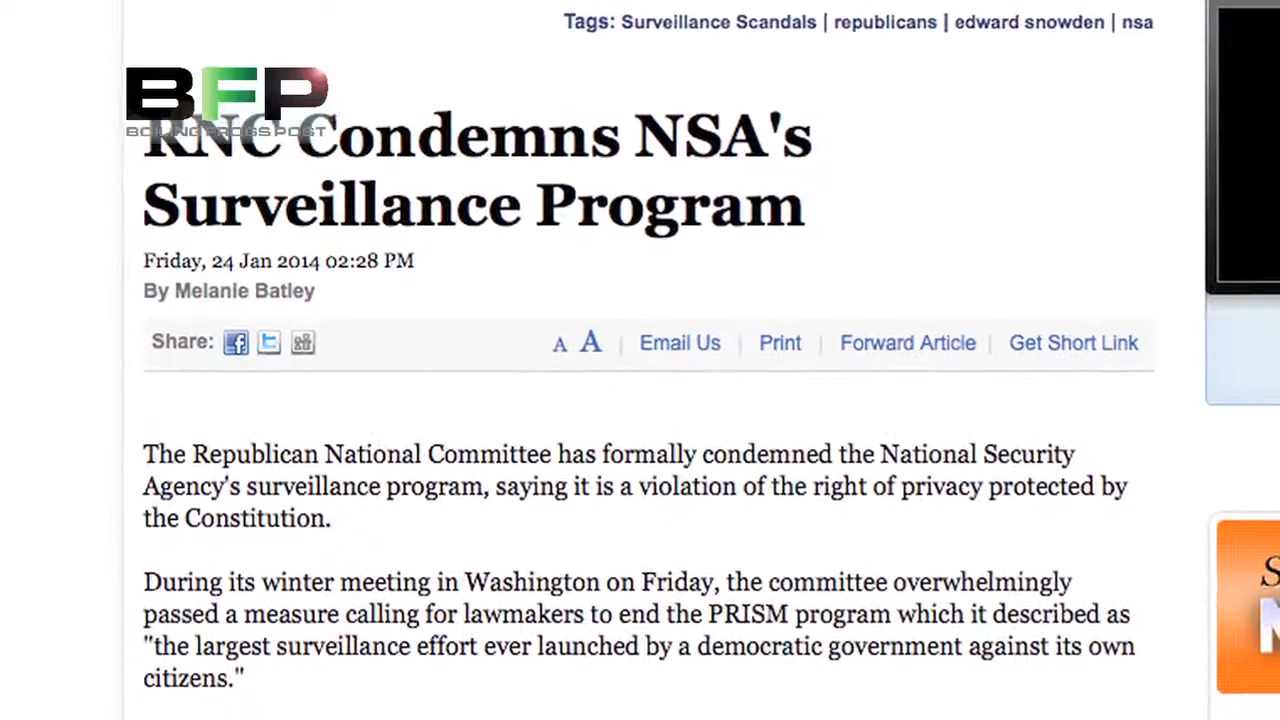 Tags: Surveillance Scandals | republicans | edward snowden | nsa
BFP
BOILING FROGS POST
RNC Condemns NSA's
Surveillance Program
Friday, 24 Jan 2014 02:28 PM
By Melanie Batley
Share:
A A | Email Us | Print | Forward Article | Get Short Link
The Republican National Committee has formally condemned the National Security
Agency's surveillance program, saying it is a violation of the right of privacy protected by
the Constitution.
During its winter meeting in Washington on Friday, the committee overwhelmingly
passed a measure calling for lawmakers to end the PRISM program which it described as
"the largest surveillance effort ever launched by a democratic government against its own
citizens."